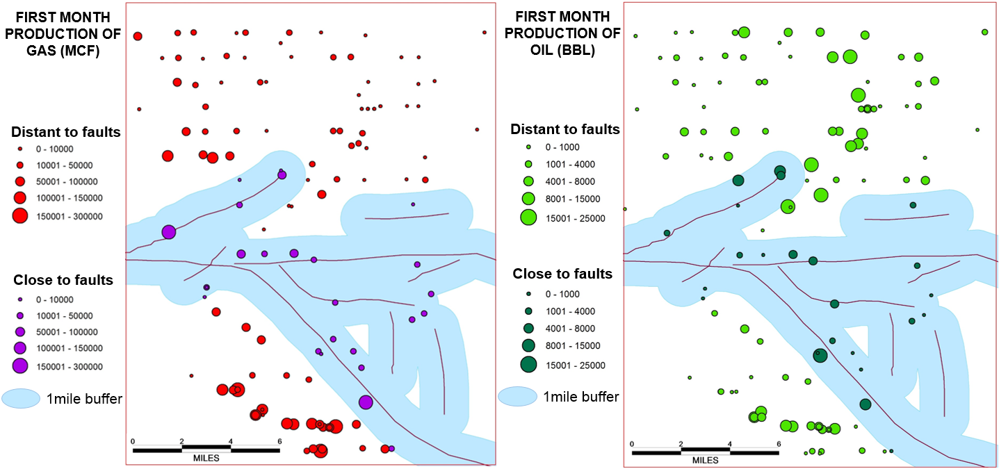 FIRST MONTH
PRODUCTION OF
GAS (MCF)
Distant to faults
0 - 10000
10001 - 50000
50001 - 100000
100001 - 150000
150001 - 300000
Close to faults
0 - 10000
10001 - 50000
50001 - 100000
100001 - 150000
150001 - 300000
1mile buffer
0 2 4 6
MILES
FIRST MONTH
PRODUCTION OF
OIL (BBL)
Distant to faults
0 - 1000
1001 - 4000
4001 - 8000
8001 - 15000
15001 - 25000
Close to faults
0 - 1000
1001 - 4000
4001 - 8000
8001 - 15000
15001 - 25000
1mile buffer
0 2 4 6
MILES